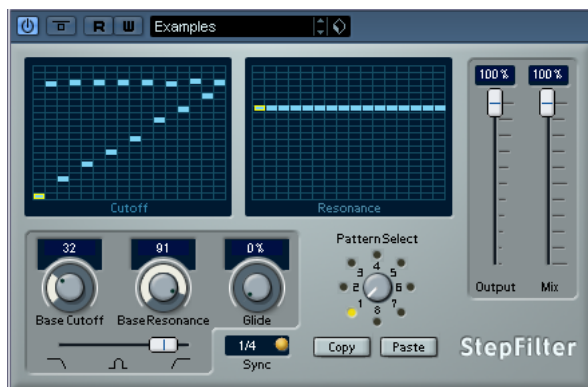 R W Examples
100% 100%
Cutoff Resonance
32 91 0%
Pattern Select
3 4 5
2 6
1 8 7
Base Cutoff Base Resonance Glide
Output Mix
1/4
Sync
Copy Paste
StepFilter